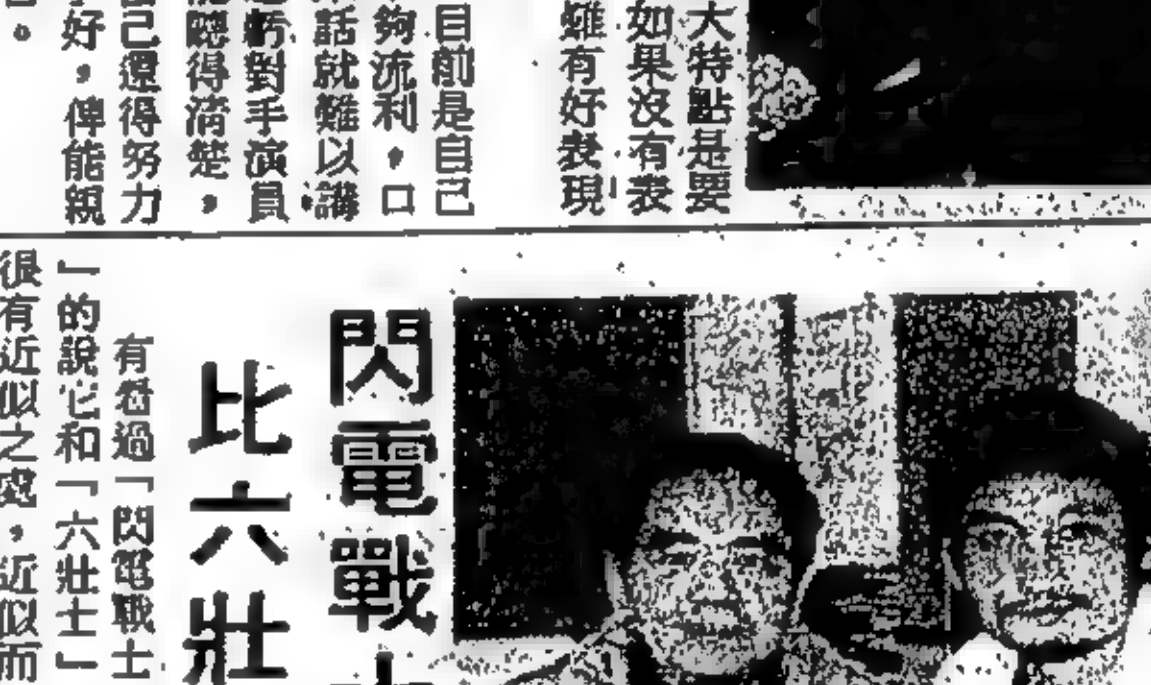 大特點是要
如果沒有表
雖有好表現
目前是自己
夠流利，口
話就難以講
虧對手演員
聽得清楚，
己還得努力
好，俾能親
。
閃電戰士
比六壯
有看過「閃電戰士
」的說它和「六壯士」
很有近似之處，近似而